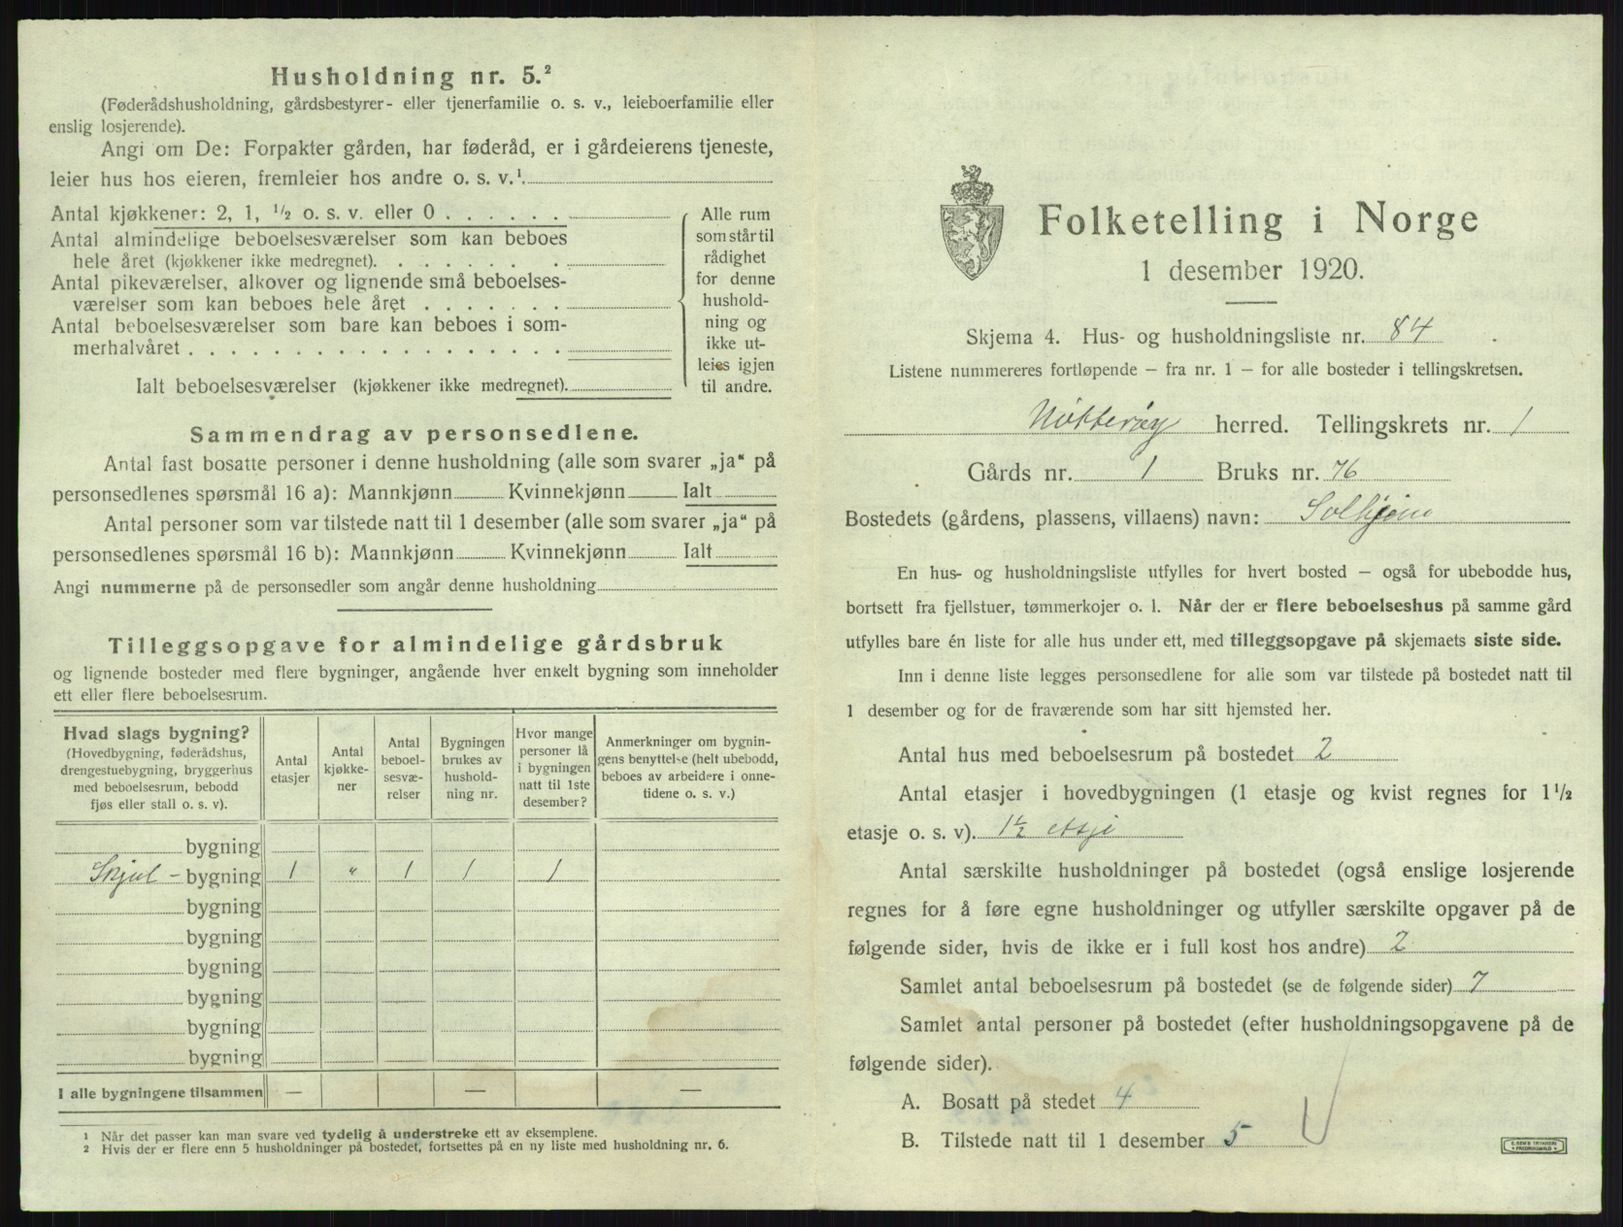 Husholdning nr. 5.²
(Føderådshusholdning, gårdsbestyrer- eller tjenerfamilie o. s. v., leieboerfamilie eller
enslig losjerende).
Angi om De: Forpakter gården, har føderåd, er i gårdeierens tjeneste,
leier hus hos eieren, fremleier hos andre o. s. v.¹
Antal kjøkkener: 2, 1, ½ o. s. v. eller 0
Antal almindelige beboelsesværelser som kan beboes
hele året (kjøkkener ikke medregnet).
Antal pikeværelser, alkover og lignende små beboelses-
værelser som kan beboes hele året
Antal beboelsesværelser som bare kan beboes i som-
merhalvåret
Ialt beboelsesværelser (kjøkkener ikke medregnet).
Alle rum
som står til
rådighet
for denne
hushold-
ning og
ikke ut-
leies igjen
til andre.
Sammendrag av personsedlene.
Antal fast bosatte personer i denne husholdning (alle som svarer „ja“ på
personsedlenes spørsmål 16 a): Mannkjønn Kvinnekjønn Ialt
Antal personer som var tilstede natt til 1 desember (alle som svarer „ja“ på
personsedlenes spørsmål 16 b): Mannkjønn Kvinnekjønn Ialt
Angi nummerne på de personsedler som angår denne husholdning
Tilleggsopgave for almindelige gårdsbruk
og lignende bosteder med flere bygninger, angående hver enkelt bygning som inneholder
ett eller flere beboelsesrum.
Hvad slags bygning?
(Hovedbygning, føderådshus,
drengestuebygning, bryggerhus
med beboelsesrum, bebodd
fjøs eller stall o. s. v).
Antal
etasjer
Antal
kjøkke-
ner
Antal
beboel-
sesvæ-
relser
Bygningen
brukes av
hushold-
ning nr.
Hvor mange
personer lå
i bygningen
natt til 1ste
desember?
Anmerkninger om bygnin-
gens benyttelse (helt ubebodd,
beboes av arbeidere i onne-
tidene o. s. v.)
bygning
Skjul - bygning 1 " 1 1 1
bygning
bygning
bygning
bygning
bygning
bygning
I alle bygningene tilsammen — — —
¹ Når det passer kan man svare ved tydelig å understreke ett av eksemplene.
² Hvis der er flere enn 5 husholdninger på bostedet, fortsettes på en ny liste med husholdning nr. 6.
Folketelling i Norge
1 desember 1920.
Skjema 4. Hus- og husholdningsliste nr. 84
Listene nummereres fortløpende — fra nr. 1 — for alle bosteder i tellingskretsen.
Nøtterøy herred. Tellingskrets nr. 1
Gårds nr. 1 Bruks nr. 76
Bostedets (gårdens, plassens, villaens) navn: Solhjem
En hus- og husholdningsliste utfylles for hvert bosted — også for ubebodde hus,
bortsett fra fjellstuer, tømmerkojer o. l. Når der er flere beboelseshus på samme gård
utfylles bare én liste for alle hus under ett, med tilleggsopgave på skjemaets siste side.
Inn i denne liste legges personsedlene for alle som var tilstede på bostedet natt til
1 desember og for de fraværende som har sitt hjemsted her.
Antal hus med beboelsesrum på bostedet 2
Antal etasjer i hovedbygningen (1 etasje og kvist regnes for 1½
etasje o. s. v). 1½ etsje
Antal særskilte husholdninger på bostedet (også enslige losjerende
regnes for å føre egne husholdninger og utfyller særskilte opgaver på de
følgende sider, hvis de ikke er i full kost hos andre) 2
Samlet antal beboelsesrum på bostedet (se de følgende sider) 7
Samlet antal personer på bostedet (efter husholdningsopgavene på de
følgende sider).
A. Bosatt på stedet 4
B. Tilstede natt til 1 desember 5